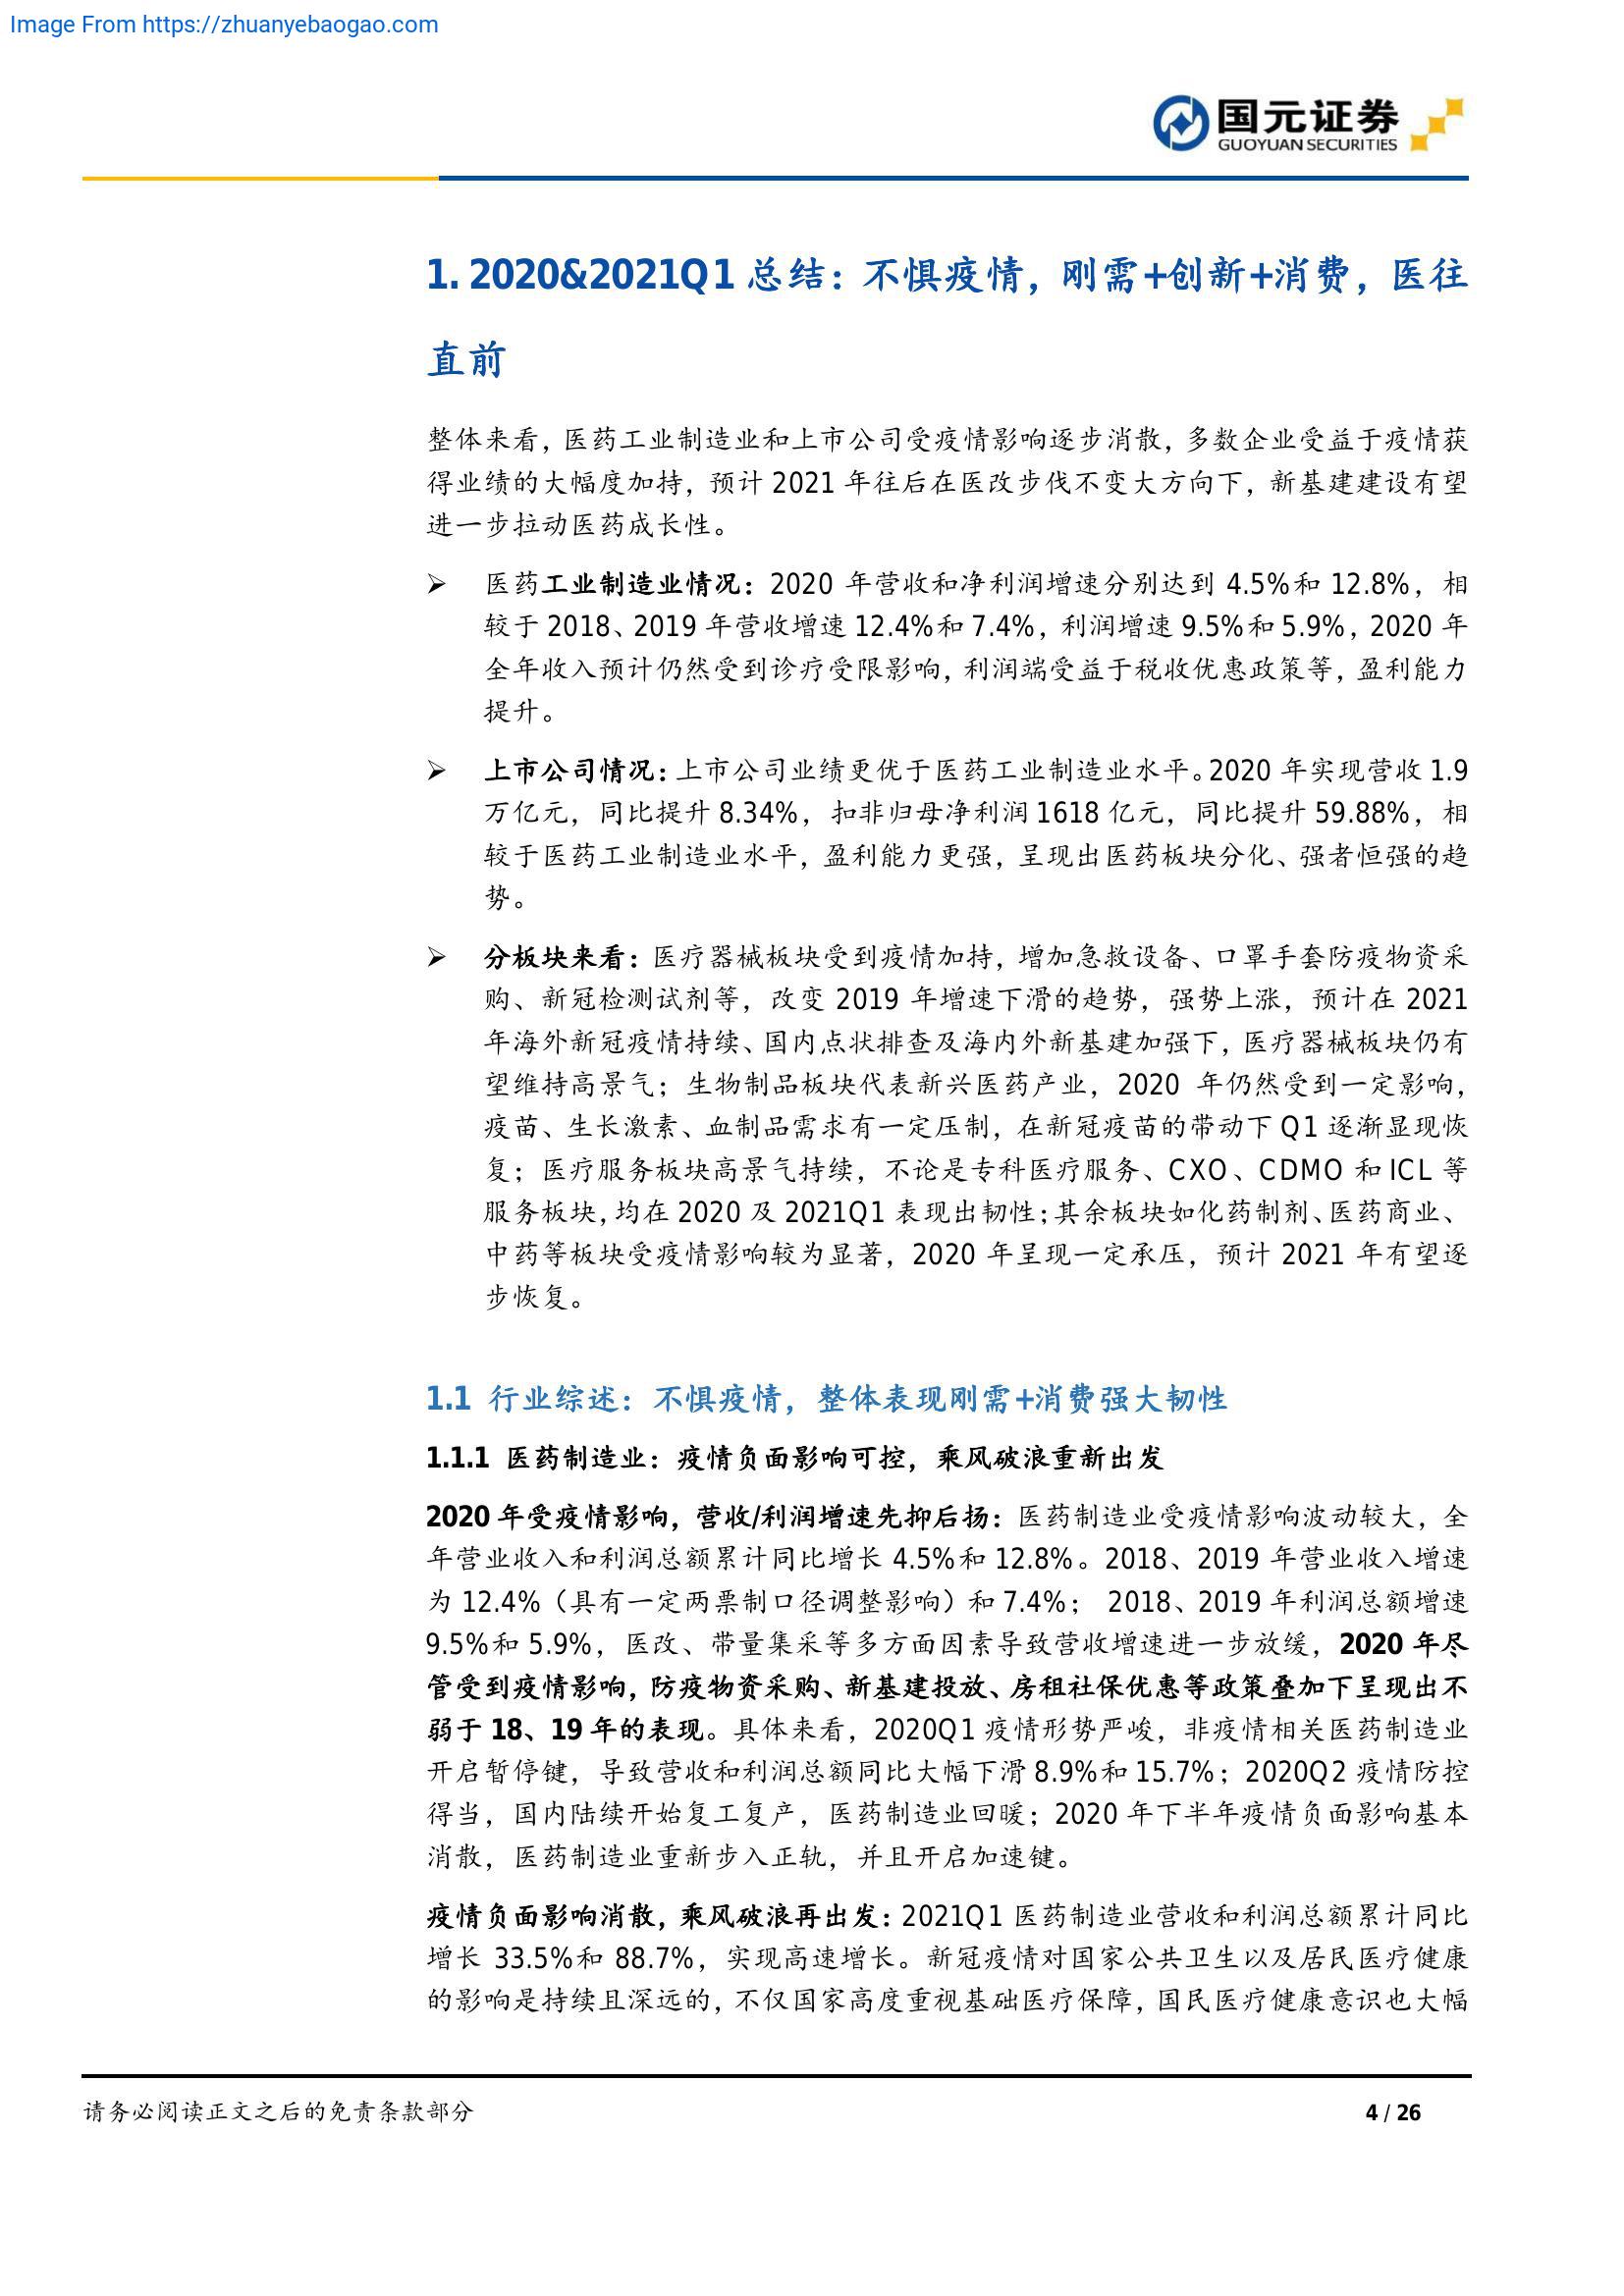 Image From https://zhuanyebaogao.com
国元证券
GUOYUAN SECURITIES
1. 2020&2021Q1 总结：不惧疫情，刚需+创新+消费，医往
直前
整体来看，医药工业制造业和上市公司受疫情影响逐步消散，多数企业受益于疫情获
得业绩的大幅度加持，预计 2021 年往后在医改步伐不变大方向下，新基建建设有望
进一步拉动医药成长性。
➢ 医药工业制造业情况：2020 年营收和净利润增速分别达到 4.5%和 12.8%，相
较于 2018、2019 年营收增速 12.4%和 7.4%，利润增速 9.5%和 5.9%，2020 年
全年收入预计仍然受到诊疗受限影响，利润端受益于税收优惠政策等，盈利能力
提升。
➢ 上市公司情况：上市公司业绩更优于医药工业制造业水平。2020 年实现营收 1.9
万亿元，同比提升 8.34%，扣非归母净利润 1618 亿元，同比提升 59.88%，相
较于医药工业制造业水平，盈利能力更强，呈现出医药板块分化、强者恒强的趋
势。
➢ 分板块来看：医疗器械板块受到疫情加持，增加急救设备、口罩手套防疫物资采
购、新冠检测试剂等，改变 2019 年增速下滑的趋势，强势上涨，预计在 2021
年海外新冠疫情持续、国内点状排查及海内外新基建加强下，医疗器械板块仍有
望维持高景气；生物制品板块代表新兴医药产业，2020 年仍然受到一定影响，
疫苗、生长激素、血制品需求有一定压制，在新冠疫苗的带动下 Q1 逐渐显现恢
复；医疗服务板块高景气持续，不论是专科医疗服务、CXO、CDMO 和 ICL 等
服务板块，均在 2020 及 2021Q1 表现出韧性；其余板块如化药制剂、医药商业、
中药等板块受疫情影响较为显著，2020 年呈现一定承压，预计 2021 年有望逐
步恢复。
1.1 行业综述：不惧疫情，整体表现刚需+消费强大韧性
1.1.1 医药制造业：疫情负面影响可控，乘风破浪重新出发
2020 年受疫情影响，营收/利润增速先抑后扬：医药制造业受疫情影响波动较大，全
年营业收入和利润总额累计同比增长 4.5%和 12.8%。2018、2019 年营业收入增速
为 12.4%（具有一定两票制口径调整影响）和 7.4%； 2018、2019 年利润总额增速
9.5%和 5.9%，医改、带量集采等多方面因素导致营收增速进一步放缓，2020 年尽
管受到疫情影响，防疫物资采购、新基建投放、房租社保优惠等政策叠加下呈现出不
弱于 18、19 年的表现。具体来看，2020Q1 疫情形势严峻，非疫情相关医药制造业
开启暂停键，导致营收和利润总额同比大幅下滑 8.9%和 15.7%；2020Q2 疫情防控
得当，国内陆续开始复工复产，医药制造业回暖；2020 年下半年疫情负面影响基本
消散，医药制造业重新步入正轨，并且开启加速键。
疫情负面影响消散，乘风破浪再出发：2021Q1 医药制造业营收和利润总额累计同比
增长 33.5%和 88.7%，实现高速增长。新冠疫情对国家公共卫生以及居民医疗健康
的影响是持续且深远的，不仅国家高度重视基础医疗保障，国民医疗健康意识也大幅
请务必阅读正文之后的免责条款部分
4 / 26